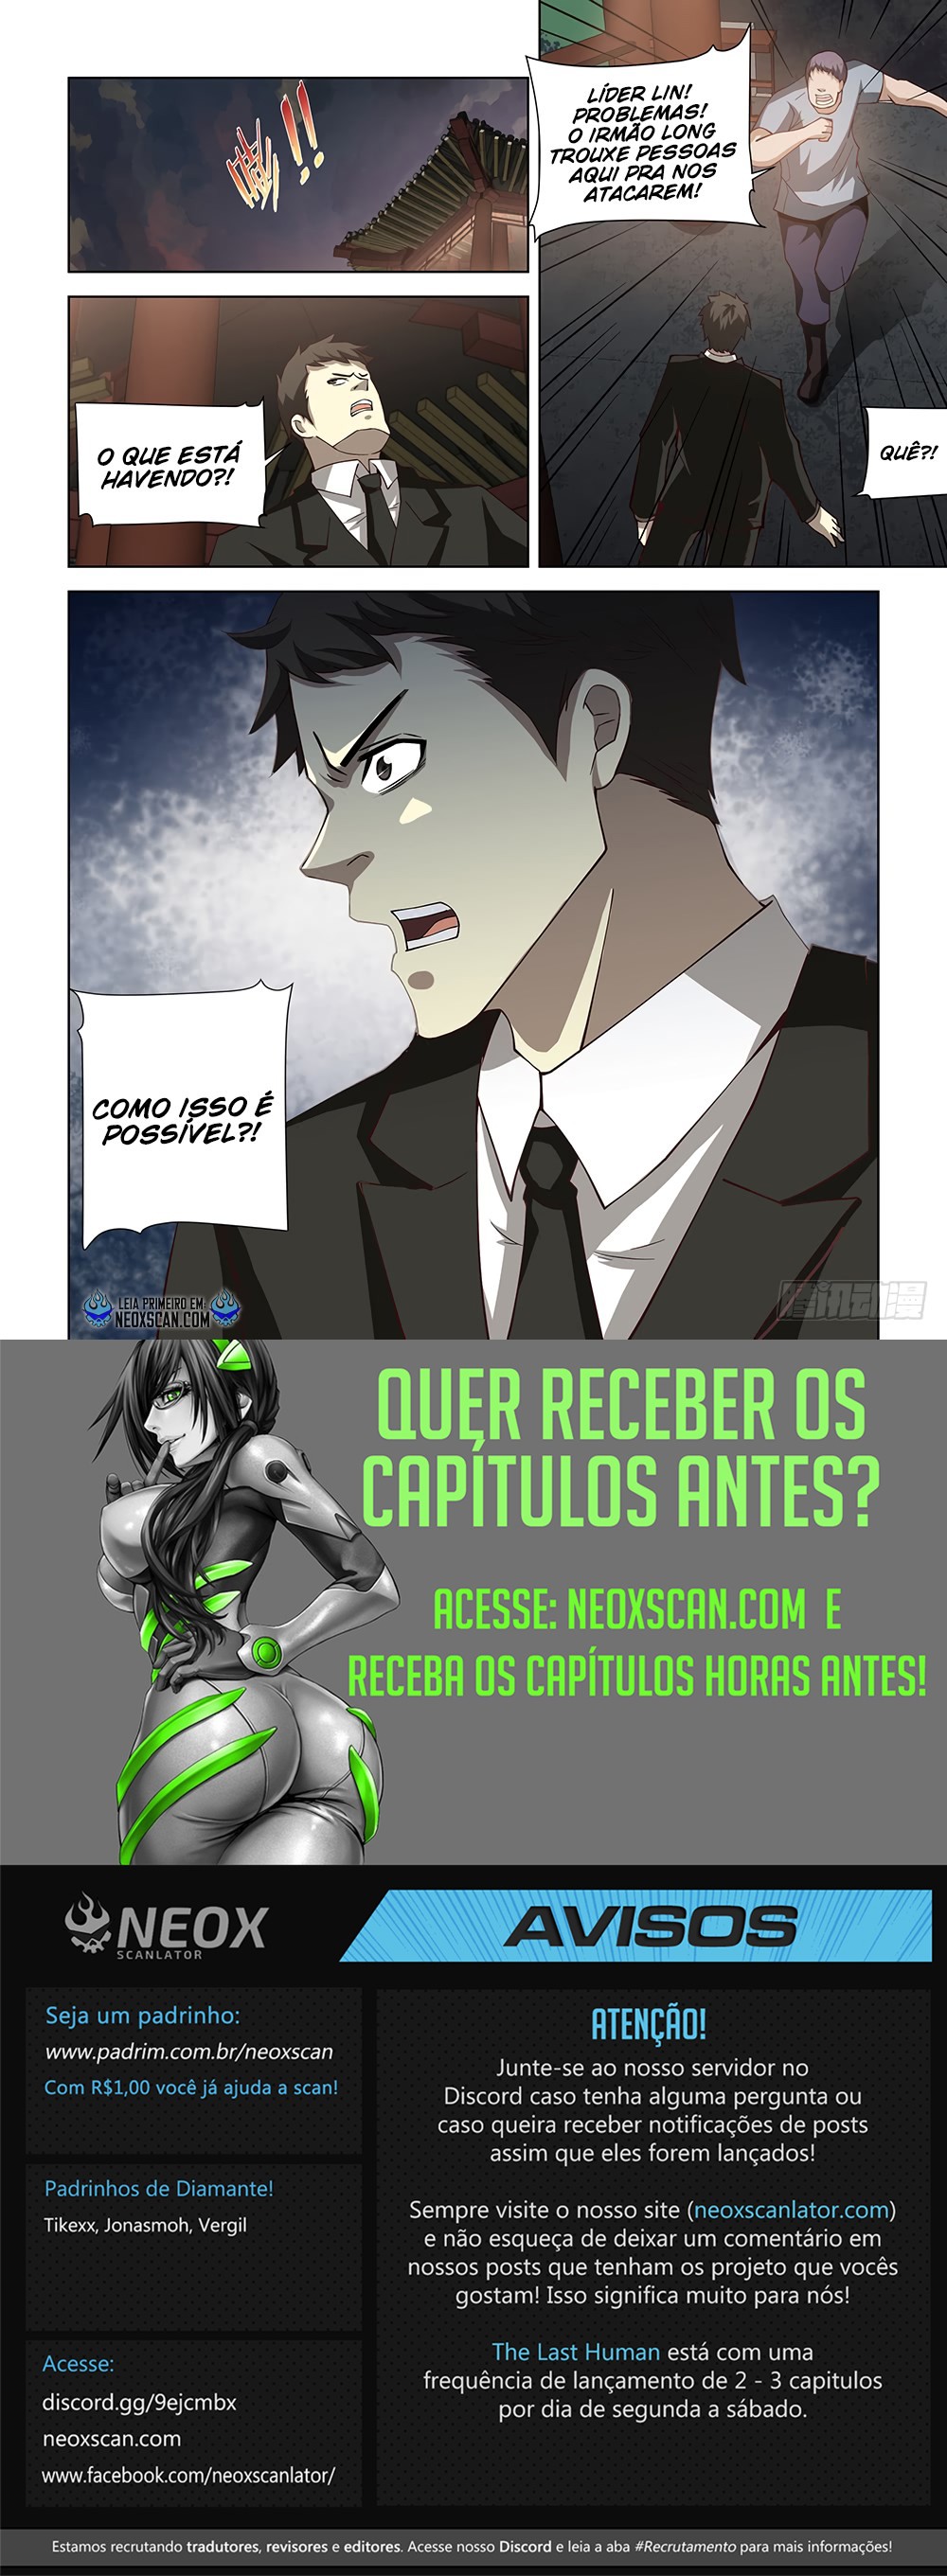 LÍDER LIN!
PROBLEMAS!
O IRMÃO LONG
TROUXE PESSOAS
AQUI PRA NOS
ATACAREM!
O QUE ESTÁ
HAVENDO?!
QUÊ?!
COMO ISSO É
POSSÍVEL?!
LEIA PRIMEIRO EM:
NEOXSCAN.COM
腾讯动漫
QUER RECEBER OS
CAPÍTULOS ANTES?
ACESSE: NEOXSCAN.COM E
RECEBA OS CAPÍTULOS HORAS ANTES!
NEOX
SCANLATOR
AVISOS
Seja um padrinho:
www.padrim.com.br/neoxscan
Com R$1,00 você já ajuda a scan!
Padrinhos de Diamante!
Tikexx, Jonasmoh, Vergil
Acesse:
discord.gg/9ejcmbx
neoxscan.com
www.facebook.com/neoxscanlator/
ATENÇÃO!
Junte-se ao nosso servidor no
Discord caso tenha alguma pergunta ou
caso queira receber notificações de posts
assim que eles forem lançados!
Sempre visite o nosso site (neoxscanlator.com)
e não esqueça de deixar um comentário em
nossos posts que tenham os projeto que vocês
gostam! Isso significa muito para nós!
The Last Human está com uma
frequência de lançamento de 2 - 3 capitulos
por dia de segunda a sábado.
Estamos recrutando tradutores, revisores e editores. Acesse nosso Discord e leia a aba #Recrutamento para mais informações!